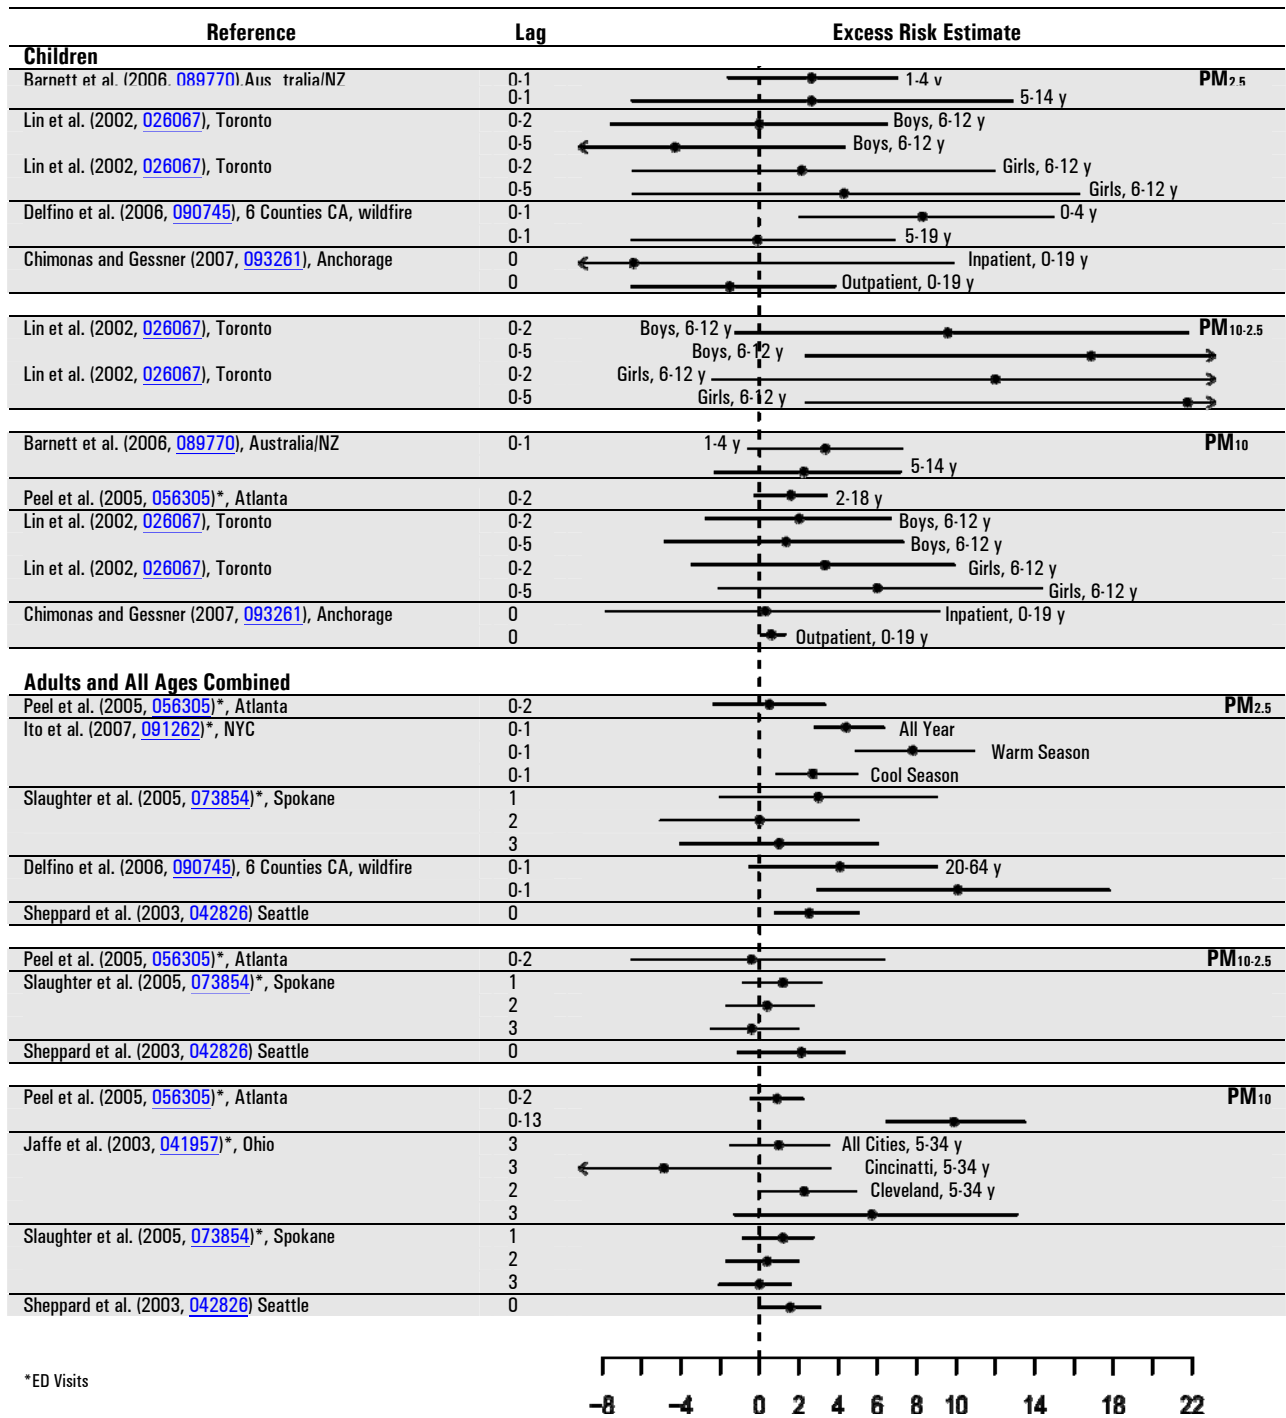 Reference Lag Excess Risk Estimate
Children
Barnett et al. (2006, 089770),Aus tralia/NZ 0-1 1-4 y PM2.5
0-1 5-14 y
Lin et al. (2002, 026067), Toronto 0-2 Boys, 6-12 y
0-5 Boys, 6-12 y
Lin et al. (2002, 026067), Toronto 0-2 Girls, 6-12 y
0-5 Girls, 6-12 y
Delfino et al. (2006, 090745), 6 Counties CA, wildfire 0-1 0-4 y
0-1 5-19 y
Chimonas and Gessner (2007, 093261), Anchorage 0 Inpatient, 0-19 y
0 Outpatient, 0-19 y
Lin et al. (2002, 026067), Toronto 0-2 Boys, 6-12 y PM10-2.5
0-5 Boys, 6-12 y
Lin et al. (2002, 026067), Toronto 0-2 Girls, 6-12 y
0-5 Girls, 6-12 y
Barnett et al. (2006, 089770), Australia/NZ 0-1 1-4 y PM10
5-14 y
Peel et al. (2005, 056305)*, Atlanta 0-2 2-18 y
Lin et al. (2002, 026067), Toronto 0-2 Boys, 6-12 y
0-5 Boys, 6-12 y
Lin et al. (2002, 026067), Toronto 0-2 Girls, 6-12 y
0-5 Girls, 6-12 y
Chimonas and Gessner (2007, 093261), Anchorage 0 Inpatient, 0-19 y
0 Outpatient, 0-19 y
Adults and All Ages Combined
Peel et al. (2005, 056305)*, Atlanta 0-2 PM2.5
Ito et al. (2007, 091262)*, NYC 0-1 All Year
0-1 Warm Season
0-1 Cool Season
Slaughter et al. (2005, 073854)*, Spokane 1
2
3
Delfino et al. (2006, 090745), 6 Counties CA, wildfire 0-1 20-64 y
0-1
Sheppard et al. (2003, 042826) Seattle 0
Peel et al. (2005, 056305)*, Atlanta 0-2 PM10-2.5
Slaughter et al. (2005, 073854)*, Spokane 1
2
3
Sheppard et al. (2003, 042826) Seattle 0
Peel et al. (2005, 056305)*, Atlanta 0-2 PM10
0-13
Jaffe et al. (2003, 041957)*, Ohio 3 All Cities, 5-34 y
3 Cincinatti, 5-34 y
2 Cleveland, 5-34 y
3
Slaughter et al. (2005, 073854)*, Spokane 1
2
3
Sheppard et al. (2003, 042826) Seattle 0
*ED Visits
-8 -4 0 2 4 6 8 10 14 18 22